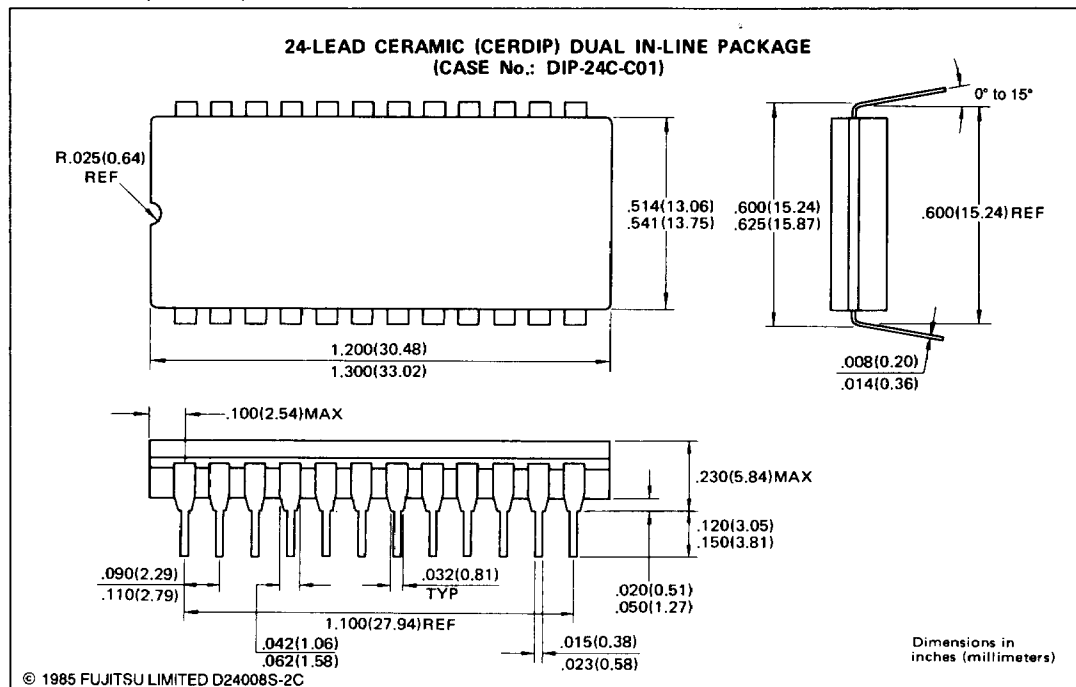 24-LEAD CERAMIC (CERDIP) DUAL IN-LINE PACKAGE
(CASE No.: DIP-24C-C01)
0° to 15°
R.025(0.64)
REF
.514(13.06)
.541(13.75)
.600(15.24)
.625(15.87)
.600(15.24)REF
1.200(30.48)
1.300(33.02)
.008(0.20)
.014(0.36)
.100(2.54)MAX
.230(5.84)MAX
.120(3.05)
.150(3.81)
.090(2.29)
.110(2.79)
.032(0.81)
TYP
.020(0.51)
.050(1.27)
1.100(27.94)REF
.042(1.06)
.062(1.58)
.015(0.38)
.023(0.58)
Dimensions in
inches (millimeters)
© 1985 FUJITSU LIMITED D24008S-2C